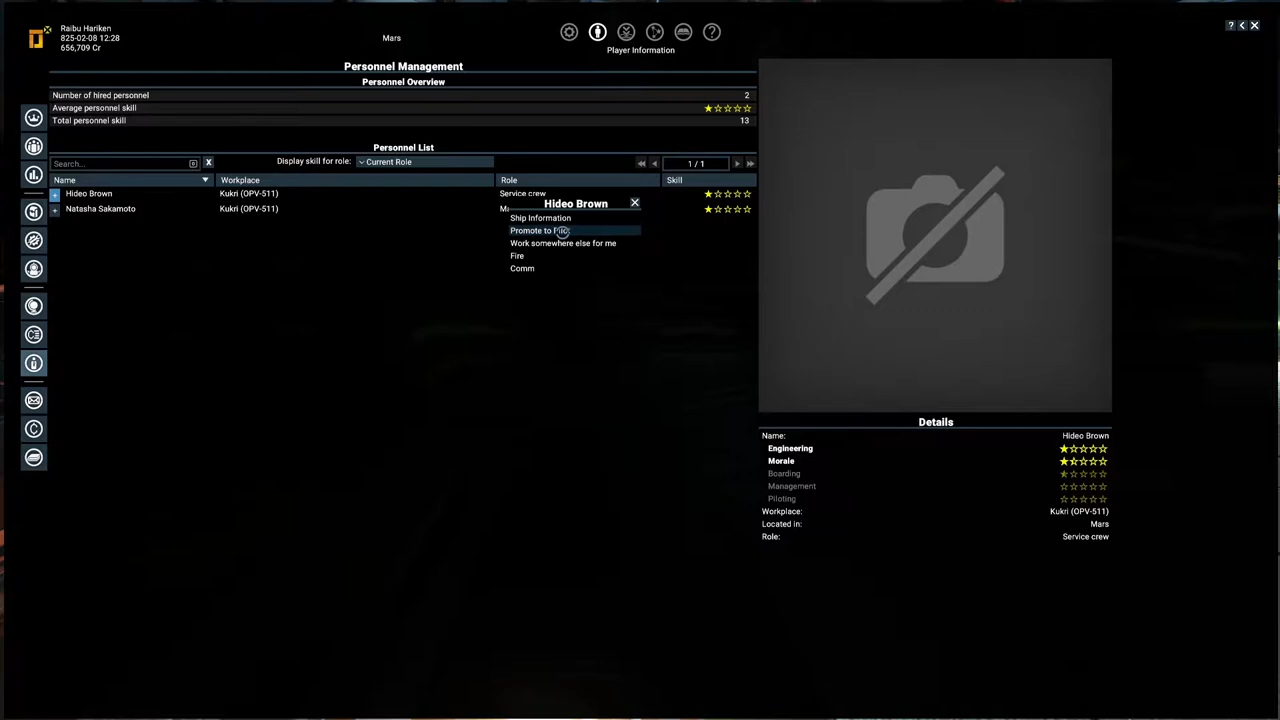 Raibu Hariken
825-02-08 12:28
656,709 Cr
Mars
?
Player Information
? < X
Personnel Management
Personnel Overview
Number of hired personnel 2
Average personnel skill
Total personnel skill 13
Personnel List
Search... X Display skill for role: Current Role 1 / 1
Name Workplace Role Skill
Hideo Brown Kukri (OPV-511) Service crew
Natasha Sakamoto Kukri (OPV-511)
Hideo Brown X
Ship Information
Promote to Pilot
Work somewhere else for me
Fire
Comm
Details
Name: Hideo Brown
Engineering
Morale
Boarding
Management
Piloting
Workplace: Kukri (OPV-511)
Located in: Mars
Role: Service crew